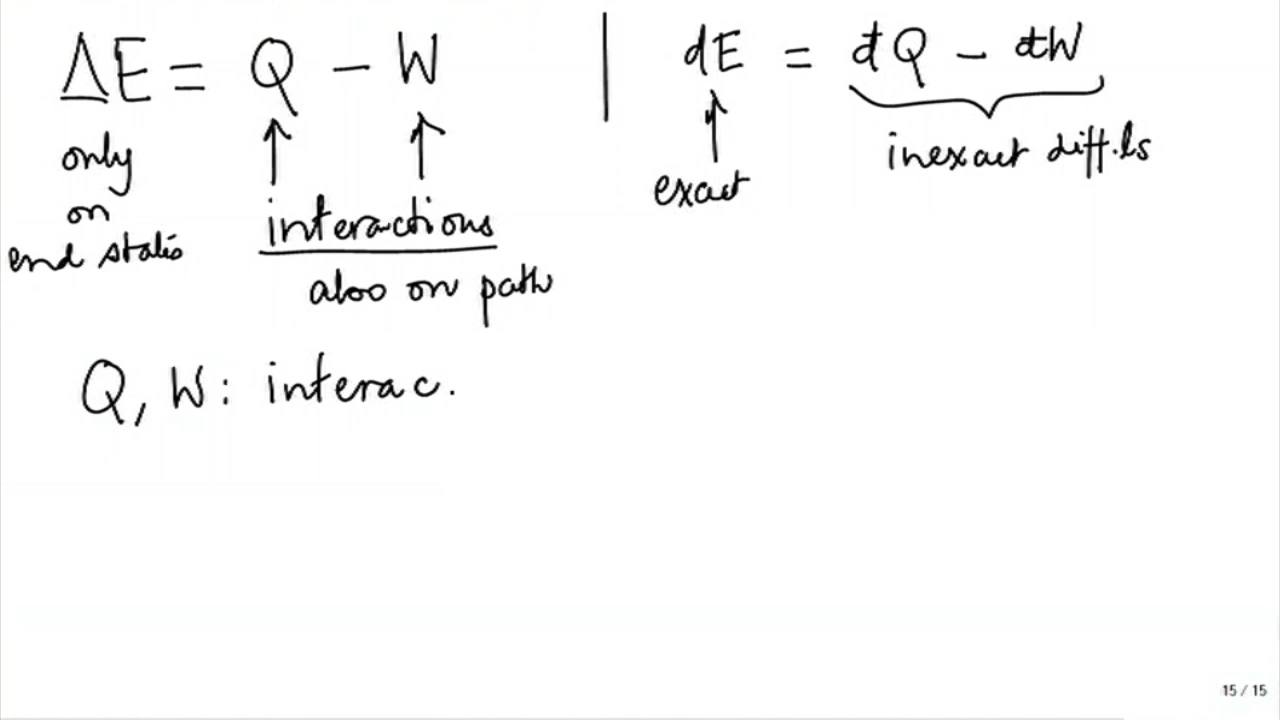 ΔE = Q − W | dE = đQ − đW
only
on
end states
interactions
also on path
exact
inexact diff.ls
Q, W: interac.
15 / 15